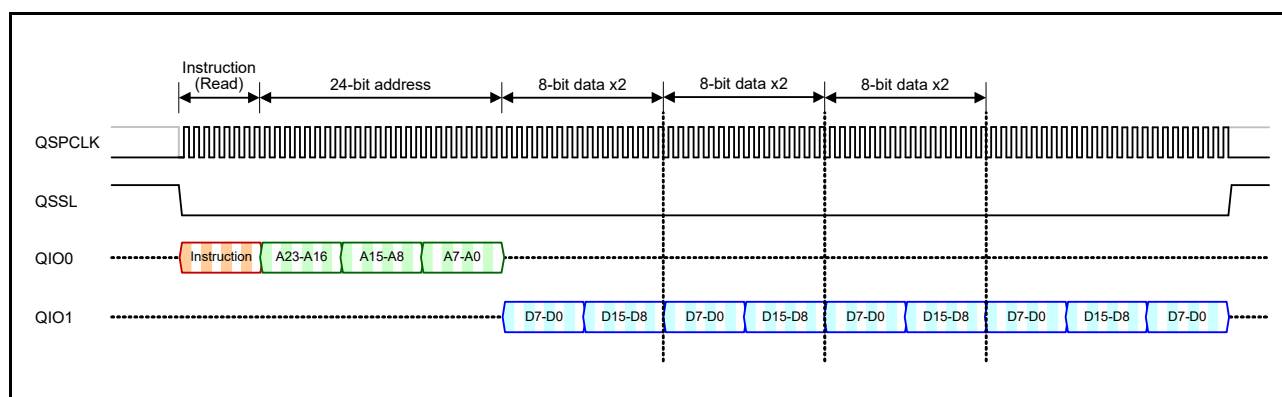 Instruction
(Read)
24-bit address
8-bit data x2
8-bit data x2
8-bit data x2
QSPCLK
QSSL
QIO0
Instruction
A23-A16
A15-A8
A7-A0
QIO1
D7-D0
D15-D8
D7-D0
D15-D8
D7-D0
D15-D8
D7-D0
D15-D8
D7-D0